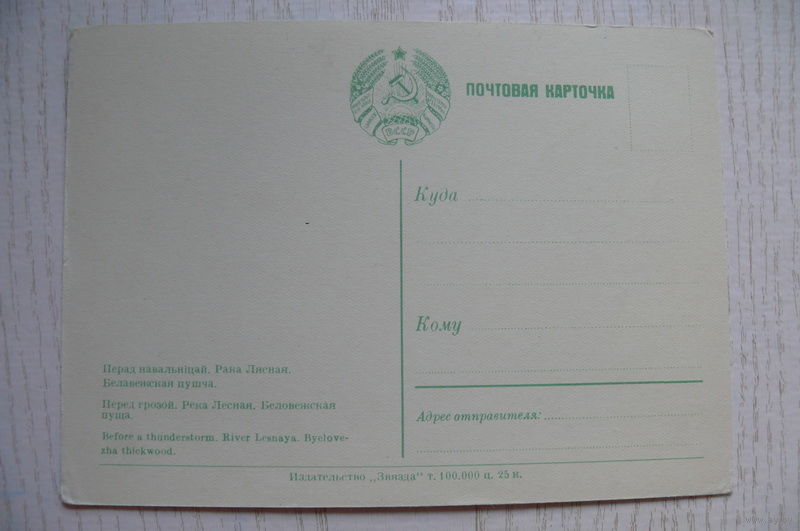 ПОЧТОВАЯ КАРТОЧКА
БССР
Куда
Кому
Адрес отправителя:
Перад навальніцай. Рака Лясная.
Белавежская пушча.
Перед грозой. Река Лесная. Беловежская
пуща.
Before a thunderstorm. River Lesnaya. Byelove-
zha thickwood.
Издательство „Звязда" т. 100.000 ц. 25 к.